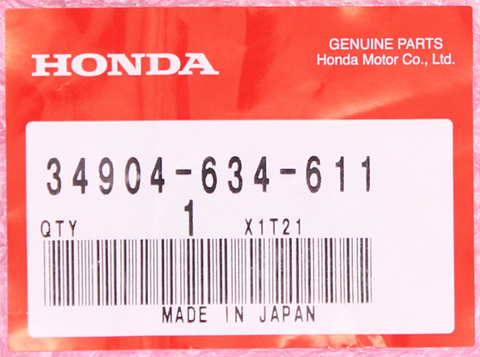 GENUINE PARTS
HONDA
Honda Motor Co., Ltd.
34904-634-611
QTY 1 X1T21
MADE IN JAPAN